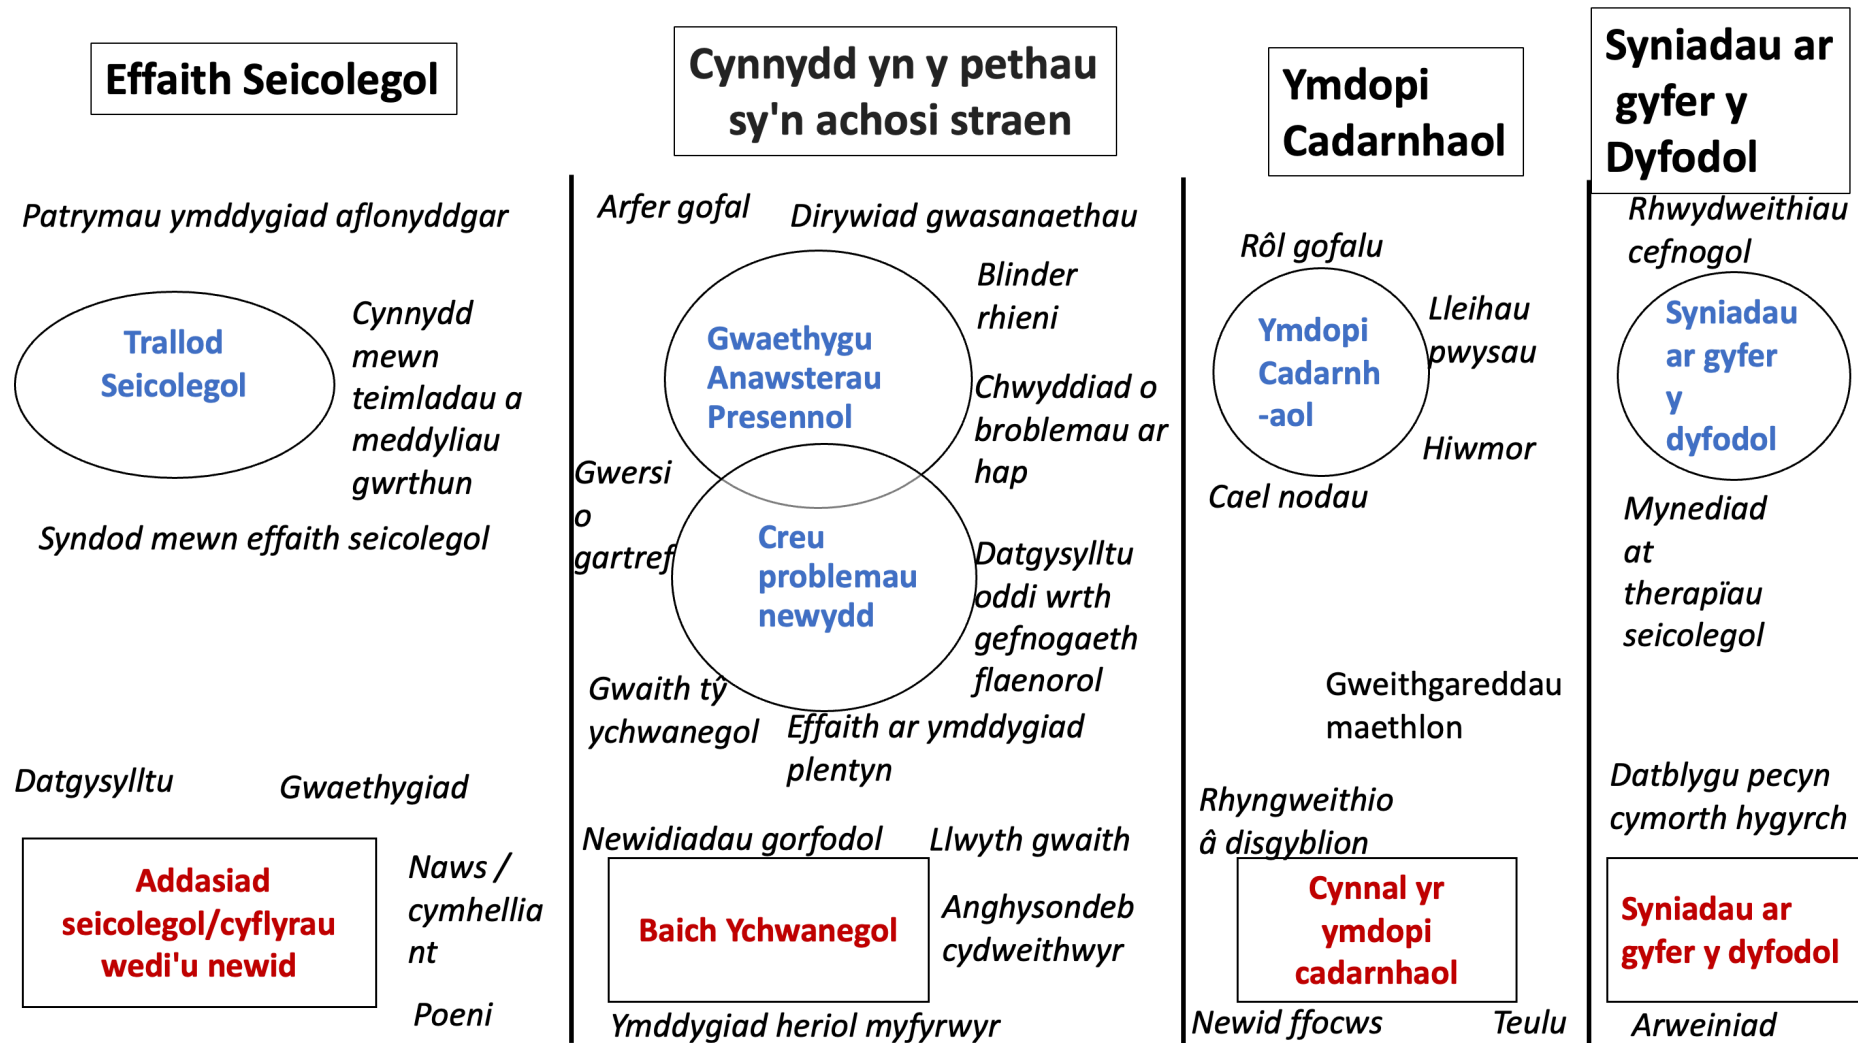 Effaith Seicolegol
Patrymau ymddygiad aflonyddgar
Trallod
Seicolegol
Cynnydd
mewn
teimladau a
meddyliau
gwrthun
Syndod mewn effaith seicolegol
Datgysylltu
Gwaethygiad
Addasiad
seicolegol/cyflyrau
wedi'u newid
Naws /
cymhellia
nt
Poeni
Cynnydd yn y pethau
sy'n achosi straen
Arfer gofal
Dirywiad gwasanaethau
Blinder
rhieni
Gwaethygu
Anawsterau
Presennol
Chwyddiad o
broblemau ar
hap
Gwersi
o
gartref
Creu
problemau
newydd
Datgysylltu
oddi wrth
gefnogaeth
flaenorol
Gwaith tŷ
ychwanegol
Effaith ar ymddygiad
plentyn
Newidiadau gorfodol
Llwyth gwaith
Baich Ychwanegol
Anghysondeb
cydweithwyr
Ymddygiad heriol myfyrwyr
Ymdopi
Cadarnhaol
Rôl gofalu
Ymdopi
Cadarnh
-aol
Lleihau
pwysau
Hiwmor
Cael nodau
Gweithgareddau
maethlon
Rhyngweithio
â disgyblion
Cynnal yr
ymdopi
cadarnhaol
Newid ffocws
Teulu
Syniadau ar
gyfer y
Dyfodol
Rhwydweithiau
cefnogol
Syniadau
ar gyfer
y
dyfodol
Mynediad
at
therapïau
seicolegol
Datblygu pecyn
cymorth hygyrch
Syniadau ar
gyfer y dyfodol
Arweiniad